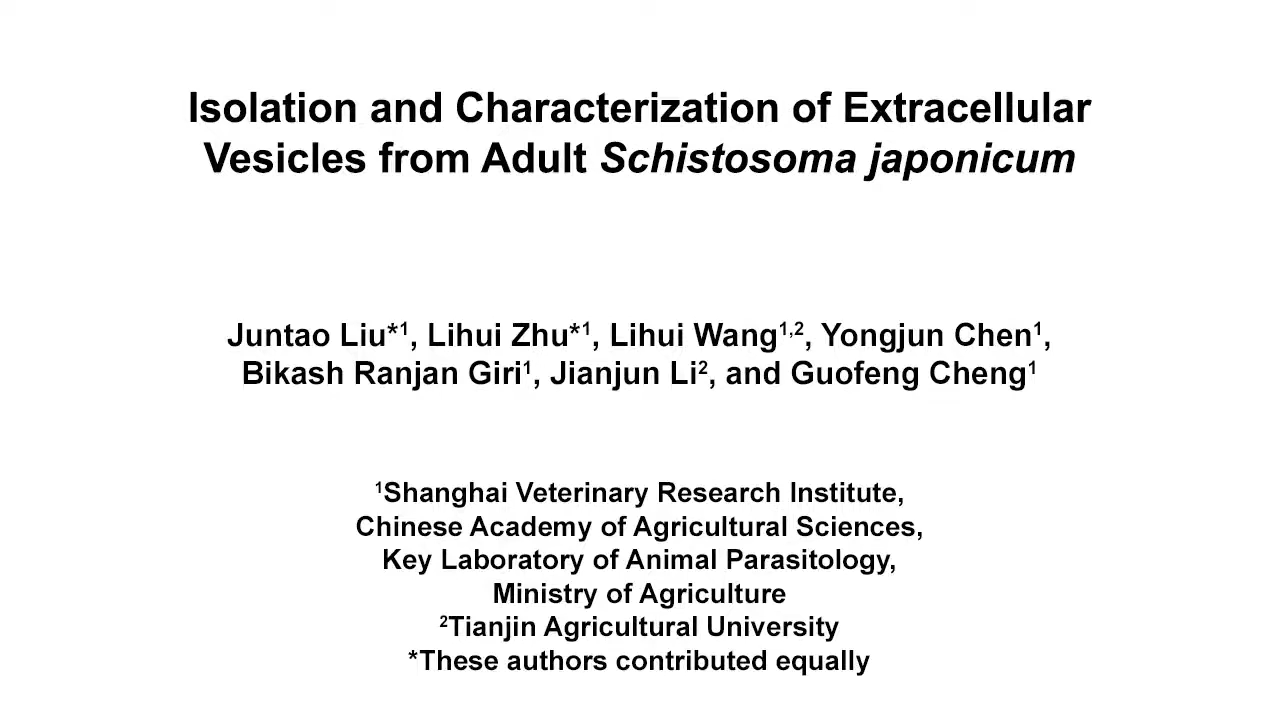 Isolation and Characterization of Extracellular
Vesicles from Adult Schistosoma japonicum
Juntao Liu*¹, Lihui Zhu*¹, Lihui Wang¹,², Yongjun Chen¹,
Bikash Ranjan Giri¹, Jianjun Li², and Guofeng Cheng¹
¹Shanghai Veterinary Research Institute,
Chinese Academy of Agricultural Sciences,
Key Laboratory of Animal Parasitology,
Ministry of Agriculture
²Tianjin Agricultural University
*These authors contributed equally